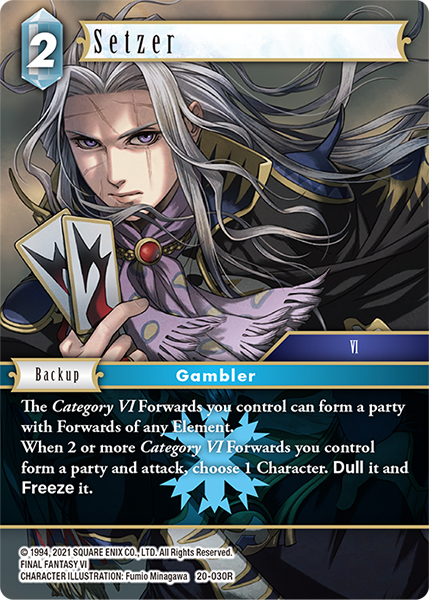 2
Setzer
VI
Backup
Gambler
The Category VI Forwards you control can form a party
with Forwards of any Element.
When 2 or more Category VI Forwards you control
form a party and attack, choose 1 Character. Dull it and
Freeze it.
© 1994, 2021 SQUARE ENIX CO., LTD. All Rights Reserved.
FINAL FANTASY VI
CHARACTER ILLUSTRATION: Fumio Minagawa 20-030R